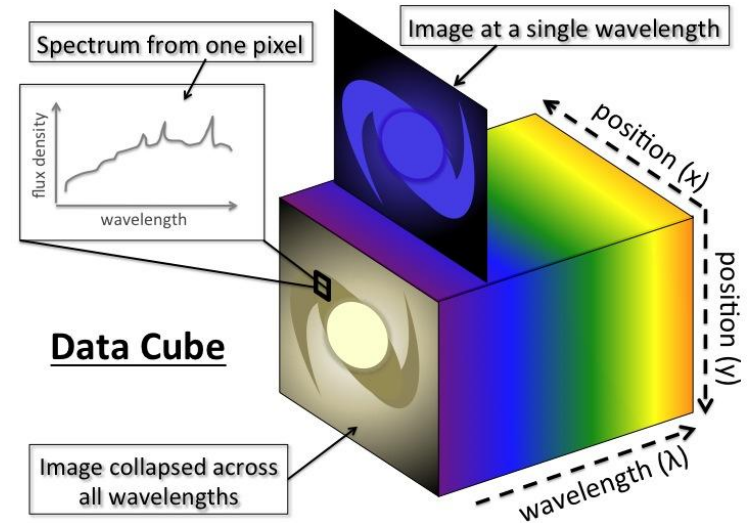 Spectrum from one pixel
Image at a single wavelength
flux density
wavelength
position (x)
position (y)
Data Cube
Image collapsed across
all wavelengths
wavelength (λ)